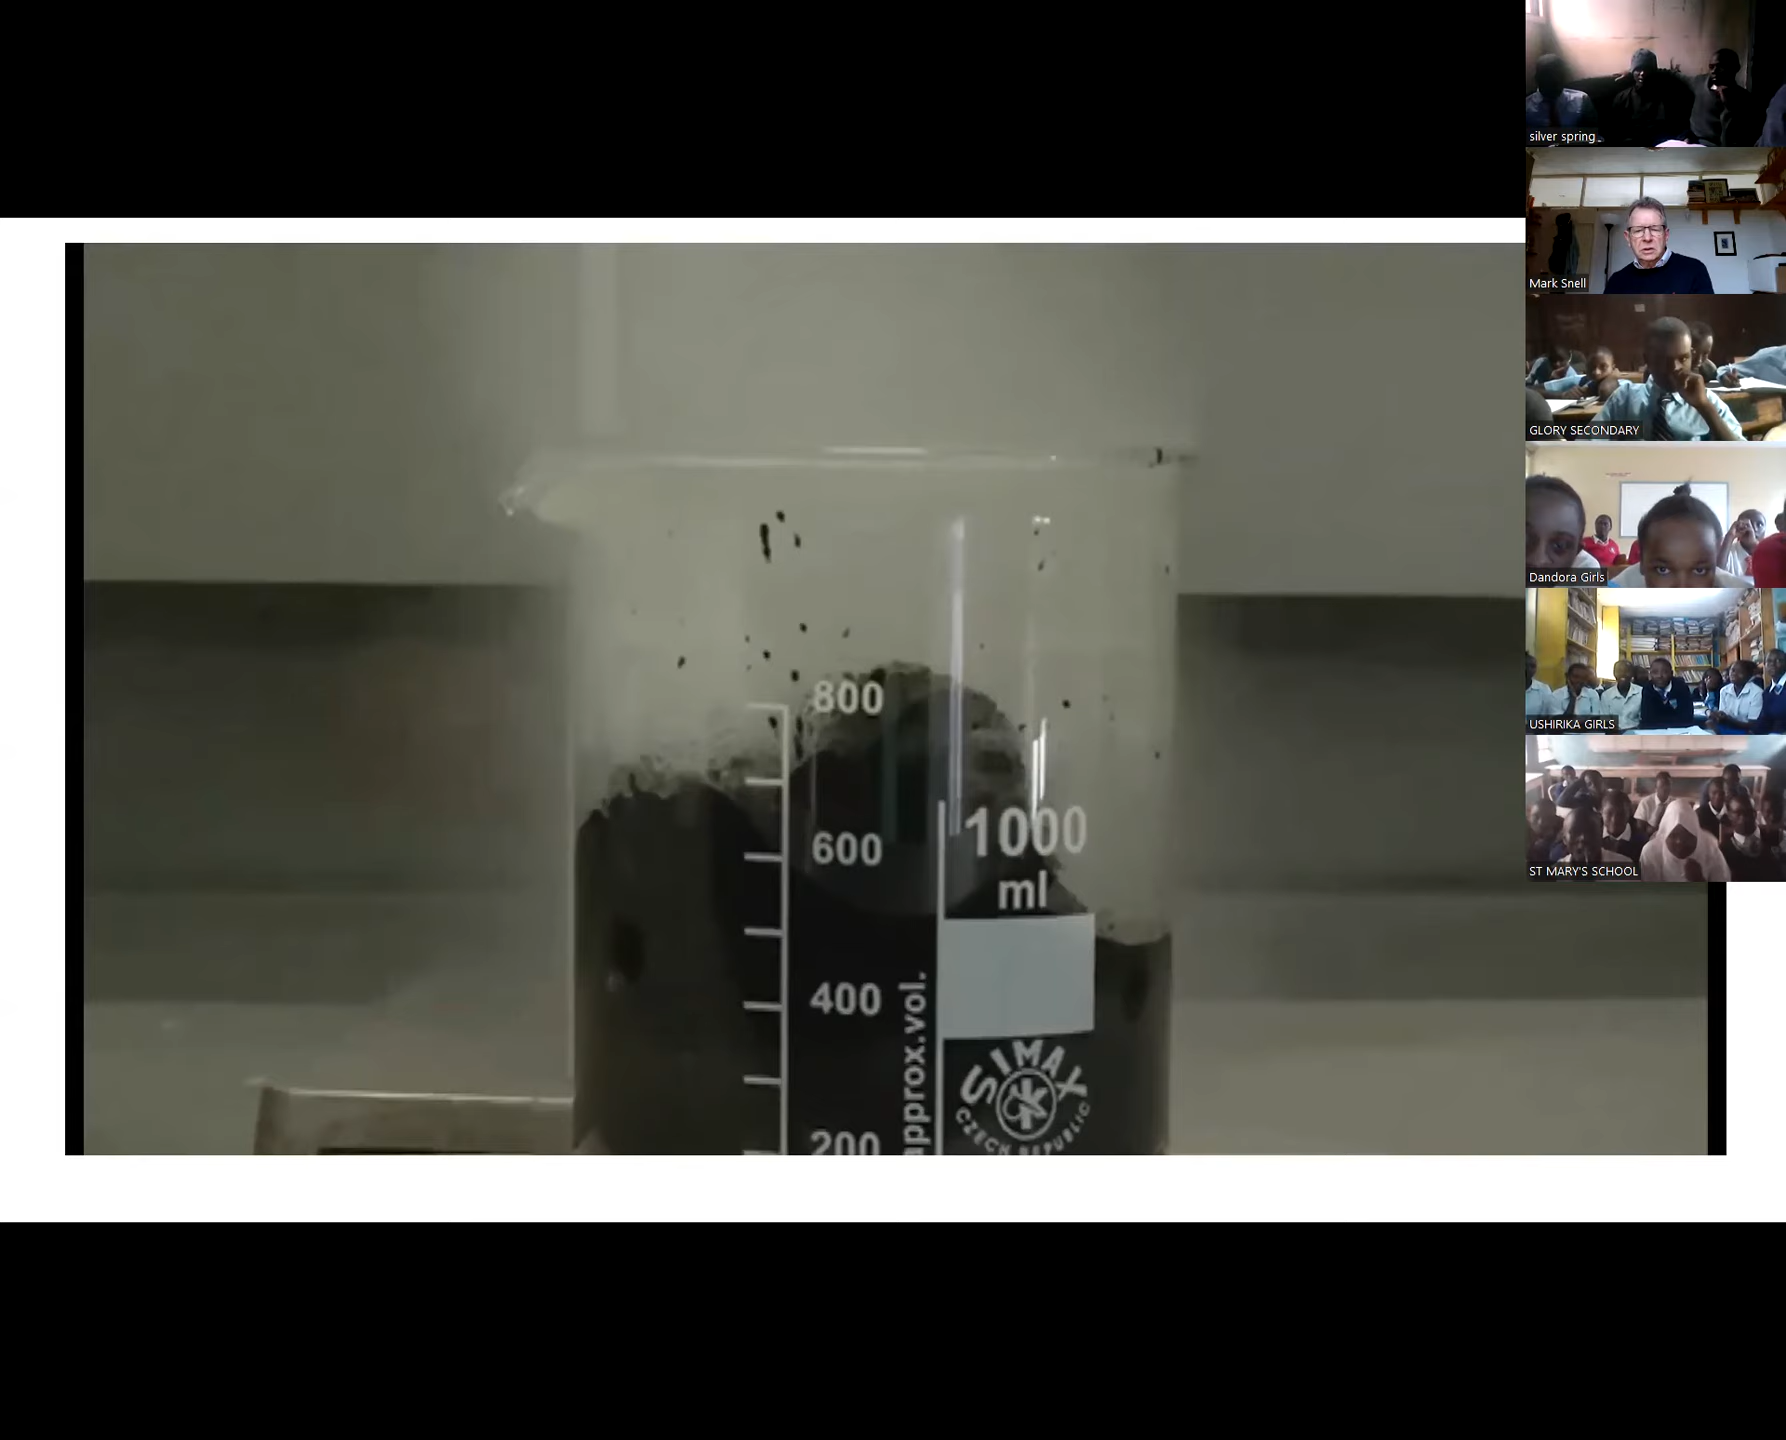 800
600
400
200
approx.vol.
1000
ml
SIMAX
CZECH REPUBLIC
silver spring
Mark Snell
GLORY SECONDARY
Dandora Girls
USHIRIKA GIRLS
ST MARY'S SCHOOL